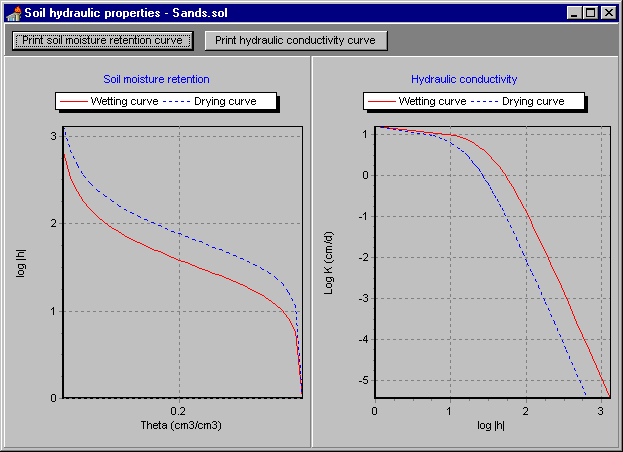 Soil hydraulic properties - Sands.sol
Print soil moisture retention curve
Print hydraulic conductivity curve
Soil moisture retention
Wetting curve
Drying curve
3
2
1
0
log |h|
0.2
Theta (cm3/cm3)
Hydraulic conductivity
Wetting curve
Drying curve
1
0
-1
-2
-3
-4
-5
Log K (cm/d)
0
1
2
3
log |h|